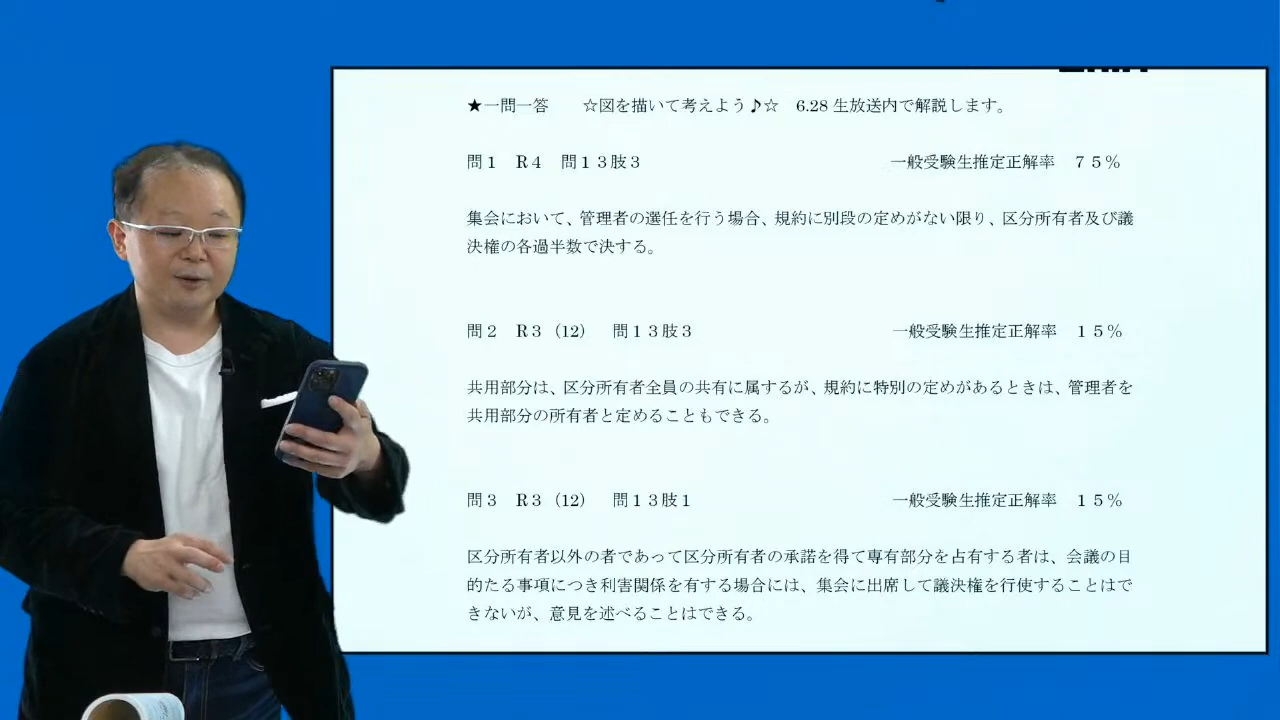 ★一問一答 ☆図を描いて考えよう♪☆ 6.28 生放送内で解説します。
問１ R４ 問１３肢３ 一般受験生推定正解率 ７５％
集会において、管理者の選任を行う場合、規約に別段の定めがない限り、区分所有者及び議
決権の各過半数で決する。
問２ R３（12） 問１３肢３ 一般受験生推定正解率 １５％
共用部分は、区分所有者全員の共有に属するが、規約に特別の定めがあるときは、管理者を
共用部分の所有者と定めることもできる。
問３ R３（12） 問１３肢１ 一般受験生推定正解率 １５％
区分所有者以外の者であって区分所有者の承諾を得て専有部分を占有する者は、会議の目
的たる事項につき利害関係を有する場合には、集会に出席して議決権を行使することはで
きないが、意見を述べることはできる。